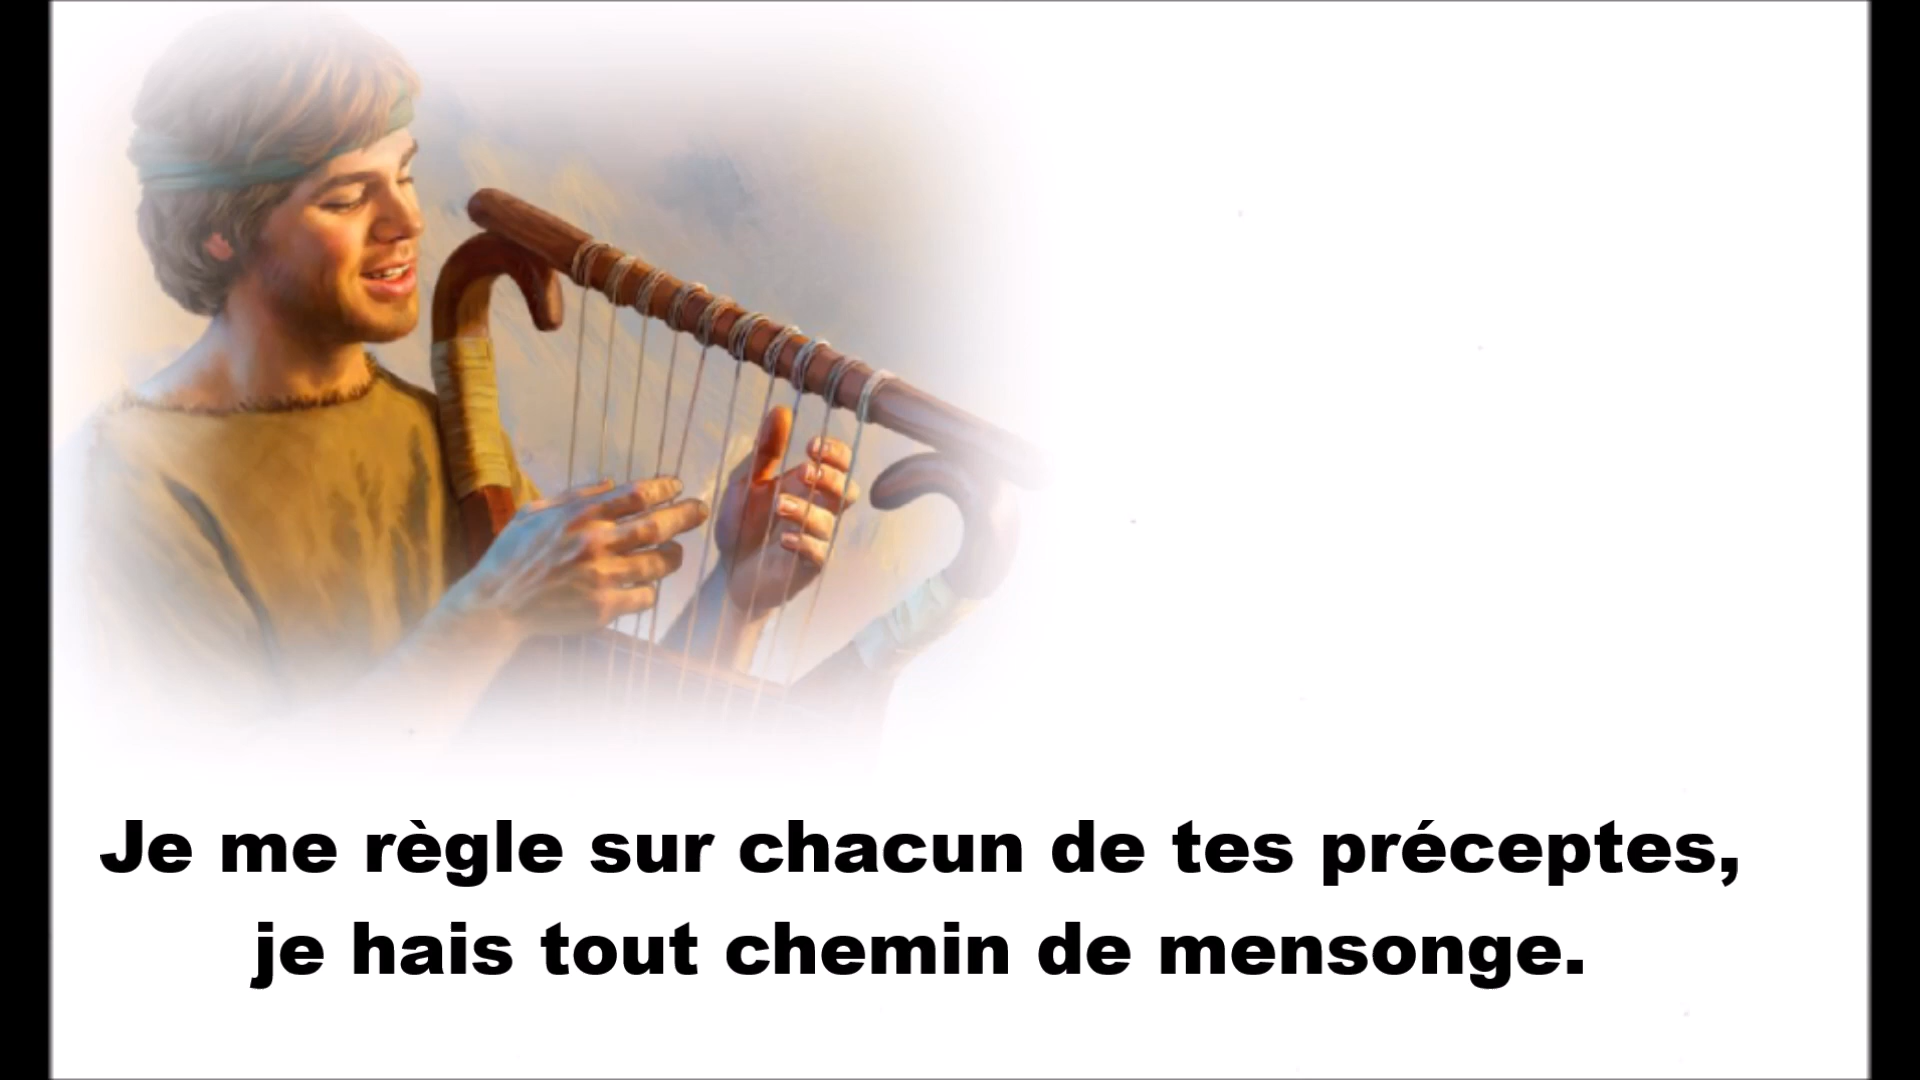 Je me règle sur chacun de tes préceptes,
je hais tout chemin de mensonge.